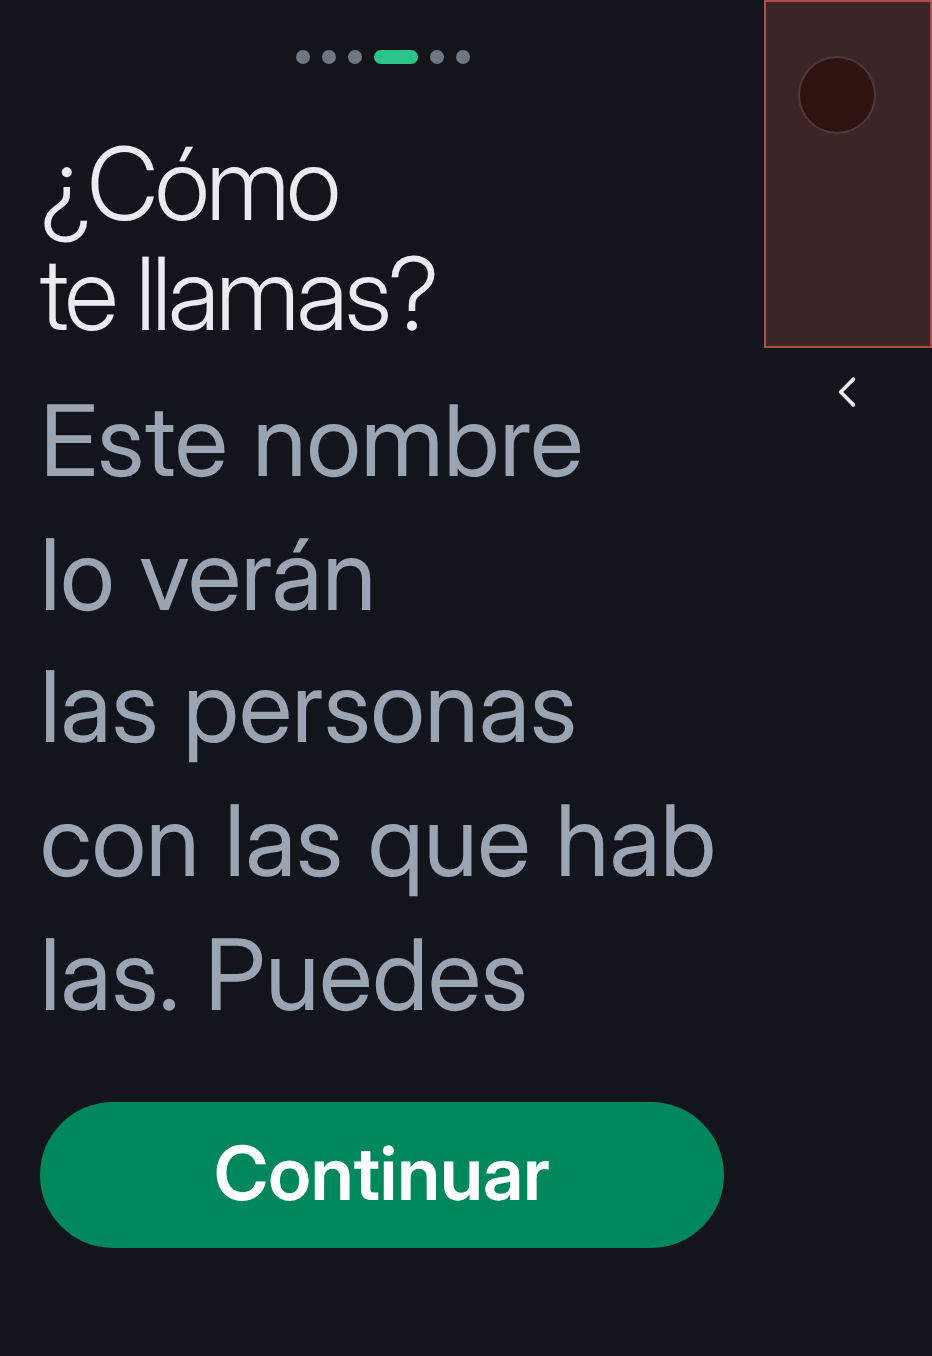 ¿Cómo
te llamas?
Este nombre
lo verán
las personas
con las que hab
las. Puedes
Continuar